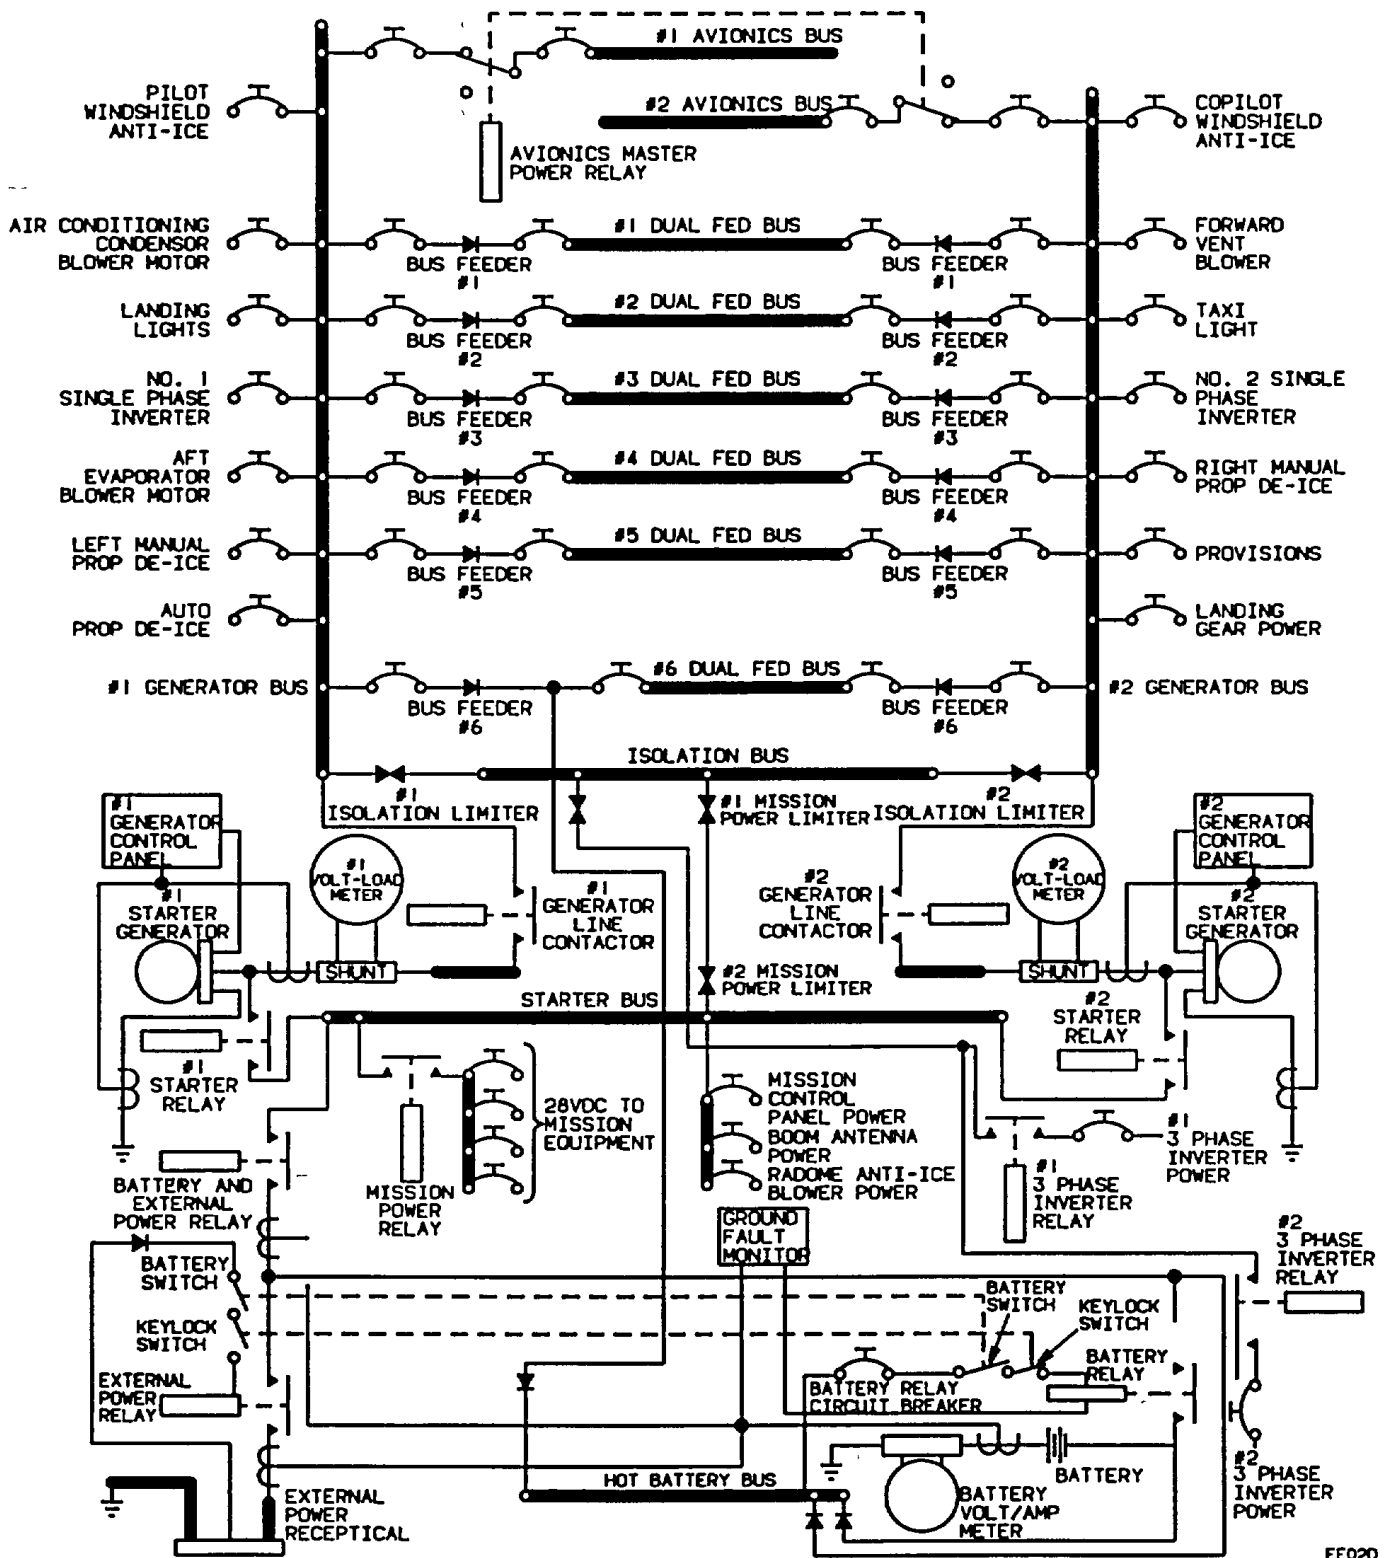 #1 AVIONICS BUS
PILOT
WINDSHIELD
ANTI-ICE
#2 AVIONICS BUS
COPILOT
WINDSHIELD
ANTI-ICE
AVIONICS MASTER
POWER RELAY
AIR CONDITIONING
CONDENSOR
BLOWER MOTOR
#1 DUAL FED BUS
BUS FEEDER
#1
BUS FEEDER
#1
FORWARD
VENT
BLOWER
LANDING
LIGHTS
#2 DUAL FED BUS
BUS FEEDER
#2
BUS FEEDER
#2
TAXI
LIGHT
NO. 1
SINGLE PHASE
INVERTER
#3 DUAL FED BUS
BUS FEEDER
#3
BUS FEEDER
#3
NO. 2 SINGLE
PHASE
INVERTER
AFT
EVAPORATOR
BLOWER MOTOR
#4 DUAL FED BUS
BUS FEEDER
#4
BUS FEEDER
#4
RIGHT MANUAL
PROP DE-ICE
LEFT MANUAL
PROP DE-ICE
#5 DUAL FED BUS
BUS FEEDER
#5
BUS FEEDER
#5
PROVISIONS
AUTO
PROP DE-ICE
LANDING
GEAR POWER
#1 GENERATOR BUS
#6 DUAL FED BUS
BUS FEEDER
#6
BUS FEEDER
#6
#2 GENERATOR BUS
ISOLATION BUS
#1
ISOLATION LIMITER
#1 MISSION
POWER LIMITER
#2
ISOLATION LIMITER
#1
GENERATOR
CONTROL
PANEL
#2
GENERATOR
CONTROL
PANEL
#1
VOLT-LOAD
METER
#2
VOLT-LOAD
METER
#1
STARTER
GENERATOR
#1
GENERATOR
LINE
CONTACTOR
#2
GENERATOR
LINE
CONTACTOR
#2
STARTER
GENERATOR
SHUNT
SHUNT
#2 MISSION
POWER LIMITER
STARTER BUS
#2
STARTER
RELAY
#1
STARTER
RELAY
28VDC TO
MISSION
EQUIPMENT
MISSION
CONTROL
PANEL POWER
BOOM ANTENNA
POWER
RADOME ANTI-ICE
BLOWER POWER
#1
3 PHASE
INVERTER
POWER
#1
3 PHASE
INVERTER
RELAY
MISSION
POWER
RELAY
BATTERY AND
EXTERNAL
POWER RELAY
GROUND
FAULT
MONITOR
#2
3 PHASE
INVERTER
RELAY
BATTERY
SWITCH
BATTERY
SWITCH
KEYLOCK
SWITCH
KEYLOCK
SWITCH
BATTERY
RELAY
EXTERNAL
POWER
RELAY
BATTERY RELAY
CIRCUIT BREAKER
HOT BATTERY BUS
BATTERY
BATTERY
VOLT/AMP
METER
#2
3 PHASE
INVERTER
POWER
EXTERNAL
POWER
RECEPTICAL
EE02D